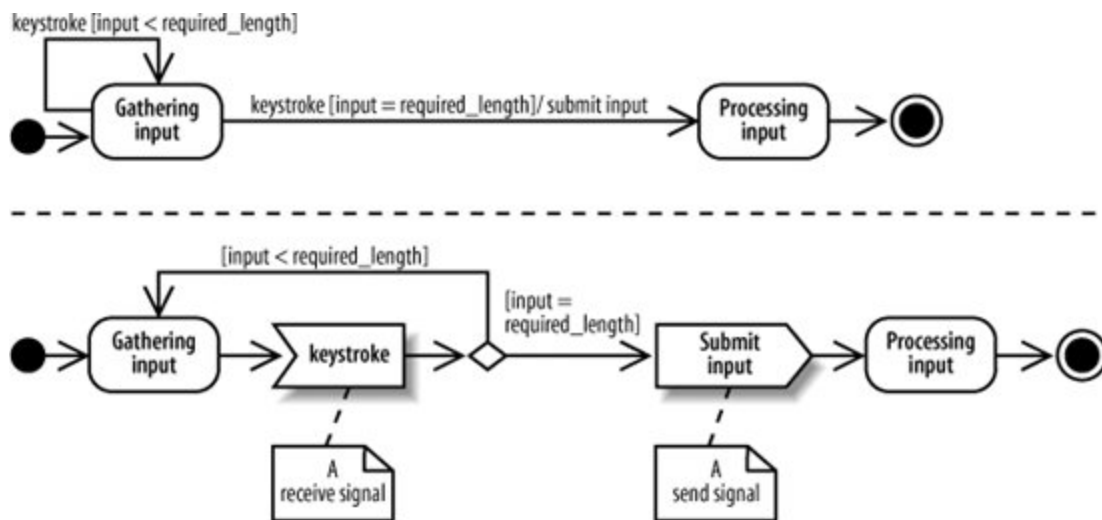 keystroke [input < required_length]
Gathering
input
keystroke [input = required_length]/ submit input
Processing
input
[input < required_length]
Gathering
input
keystroke
[input =
required_length]
Submit
input
Processing
input
A
receive signal
A
send signal